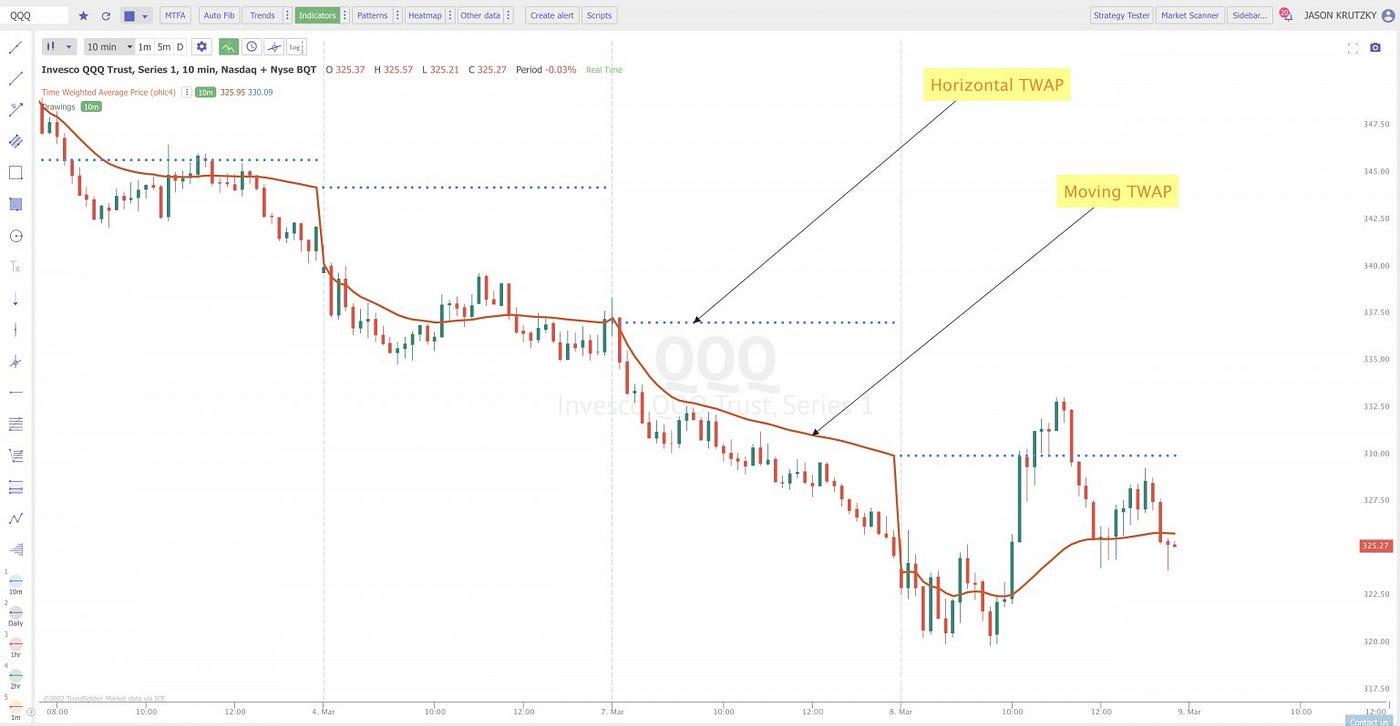 QQQ MTFA Auto Fib Trends Indicators Patterns Heatmap Other data Create alert Scripts Strategy Tester Market Scanner Sidebar... 20 JASON KRUTZKY
10 min 1m 5m D Log
Invesco QQQ Trust, Series 1, 10 min, Nasdaq + Nyse BQT O 325.37 H 325.57 L 325.21 C 325.27 Period -0.03% Real Time
Time Weighted Average Price (ohlc4) 10m 325.95 330.09
Drawings 10m
Horizontal TWAP
Moving TWAP
347.50
345.00
342.50
340.00
337.50
335.00
332.50
330.00
327.50
325.27
322.50
320.00
317.50
QQQ
Invesco QQQ Trust, Series 1
Tx
1
10m
2
Daily
3
1hr
4
2hr
5
1m
©2022 TrendSpider, Market data via ICE
08:00 10:00 12:00 4. Mar 10:00 12:00 7. Mar 10:00 12:00 8. Mar 10:00 12:00 9. Mar 10:00 12:00
Contact us